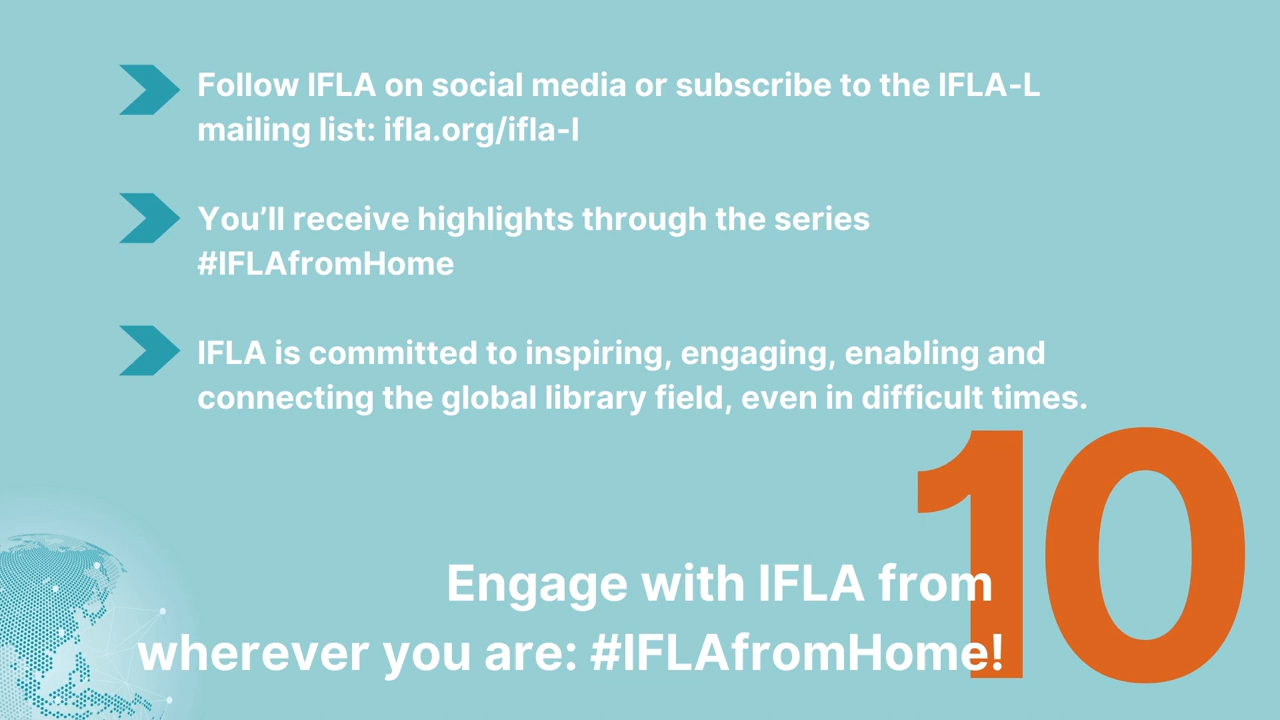 Follow IFLA on social media or subscribe to the IFLA-L
mailing list: ifla.org/ifla-l
You’ll receive highlights through the series
#IFLAfromHome
IFLA is committed to inspiring, engaging, enabling and
connecting the global library field, even in difficult times.
10
Engage with IFLA from
wherever you are: #IFLAfromHome!